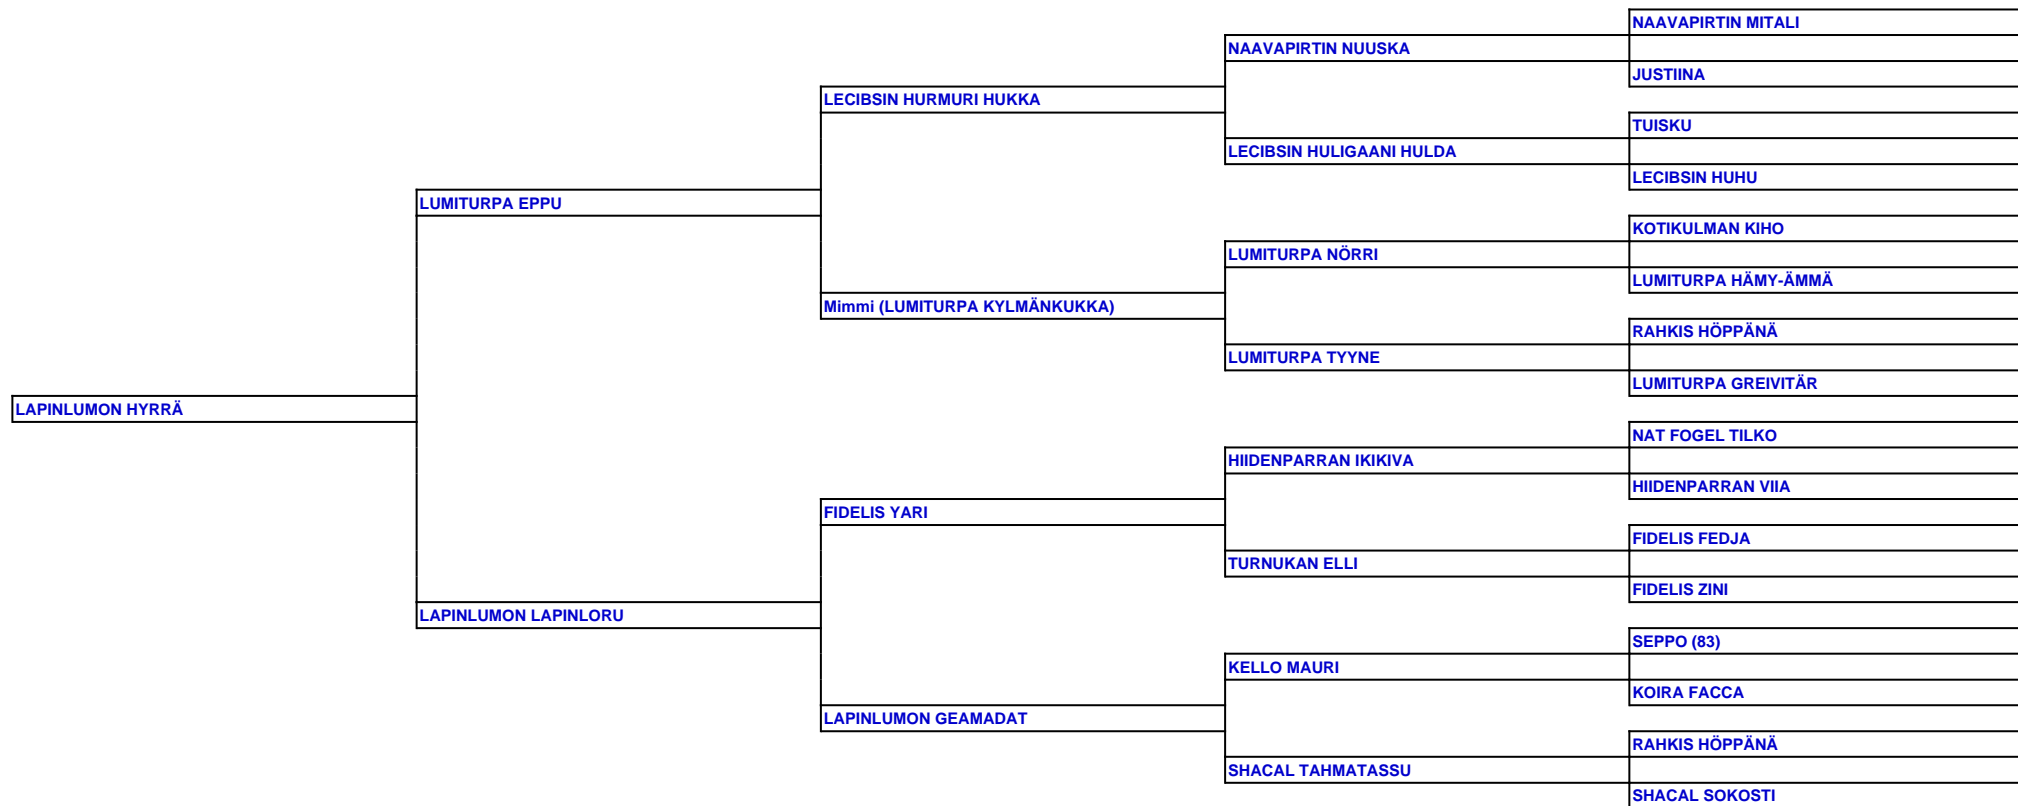 NAAVAPIRTIN MITALI
NAAVAPIRTIN NUUSKA
JUSTIINA
LECIBSIN HURMURI HUKKA
TUISKU
LECIBSIN HULIGAANI HULDA
LECIBSIN HUHU
LUMITURPA EPPU
KOTIKULMAN KIHO
LUMITURPA NÖRRI
LUMITURPA HÄMY-ÄMMÄ
Mimmi (LUMITURPA KYLMÄNKUKKA)
RAHKIS HÖPPÄNÄ
LUMITURPA TYYNE
LUMITURPA GREIVITÄR
LAPINLUMON HYRRÄ
NAT FOGEL TILKO
HIIDENPARRAN IKIKIVA
HIIDENPARRAN VIIA
FIDELIS YARI
FIDELIS FEDJA
TURNUKAN ELLI
FIDELIS ZINI
LAPINLUMON LAPINLORU
SEPPO (83)
KELLO MAURI
KOIRA FACCA
LAPINLUMON GEAMADAT
RAHKIS HÖPPÄNÄ
SHACAL TAHMATASSU
SHACAL SOKOSTI